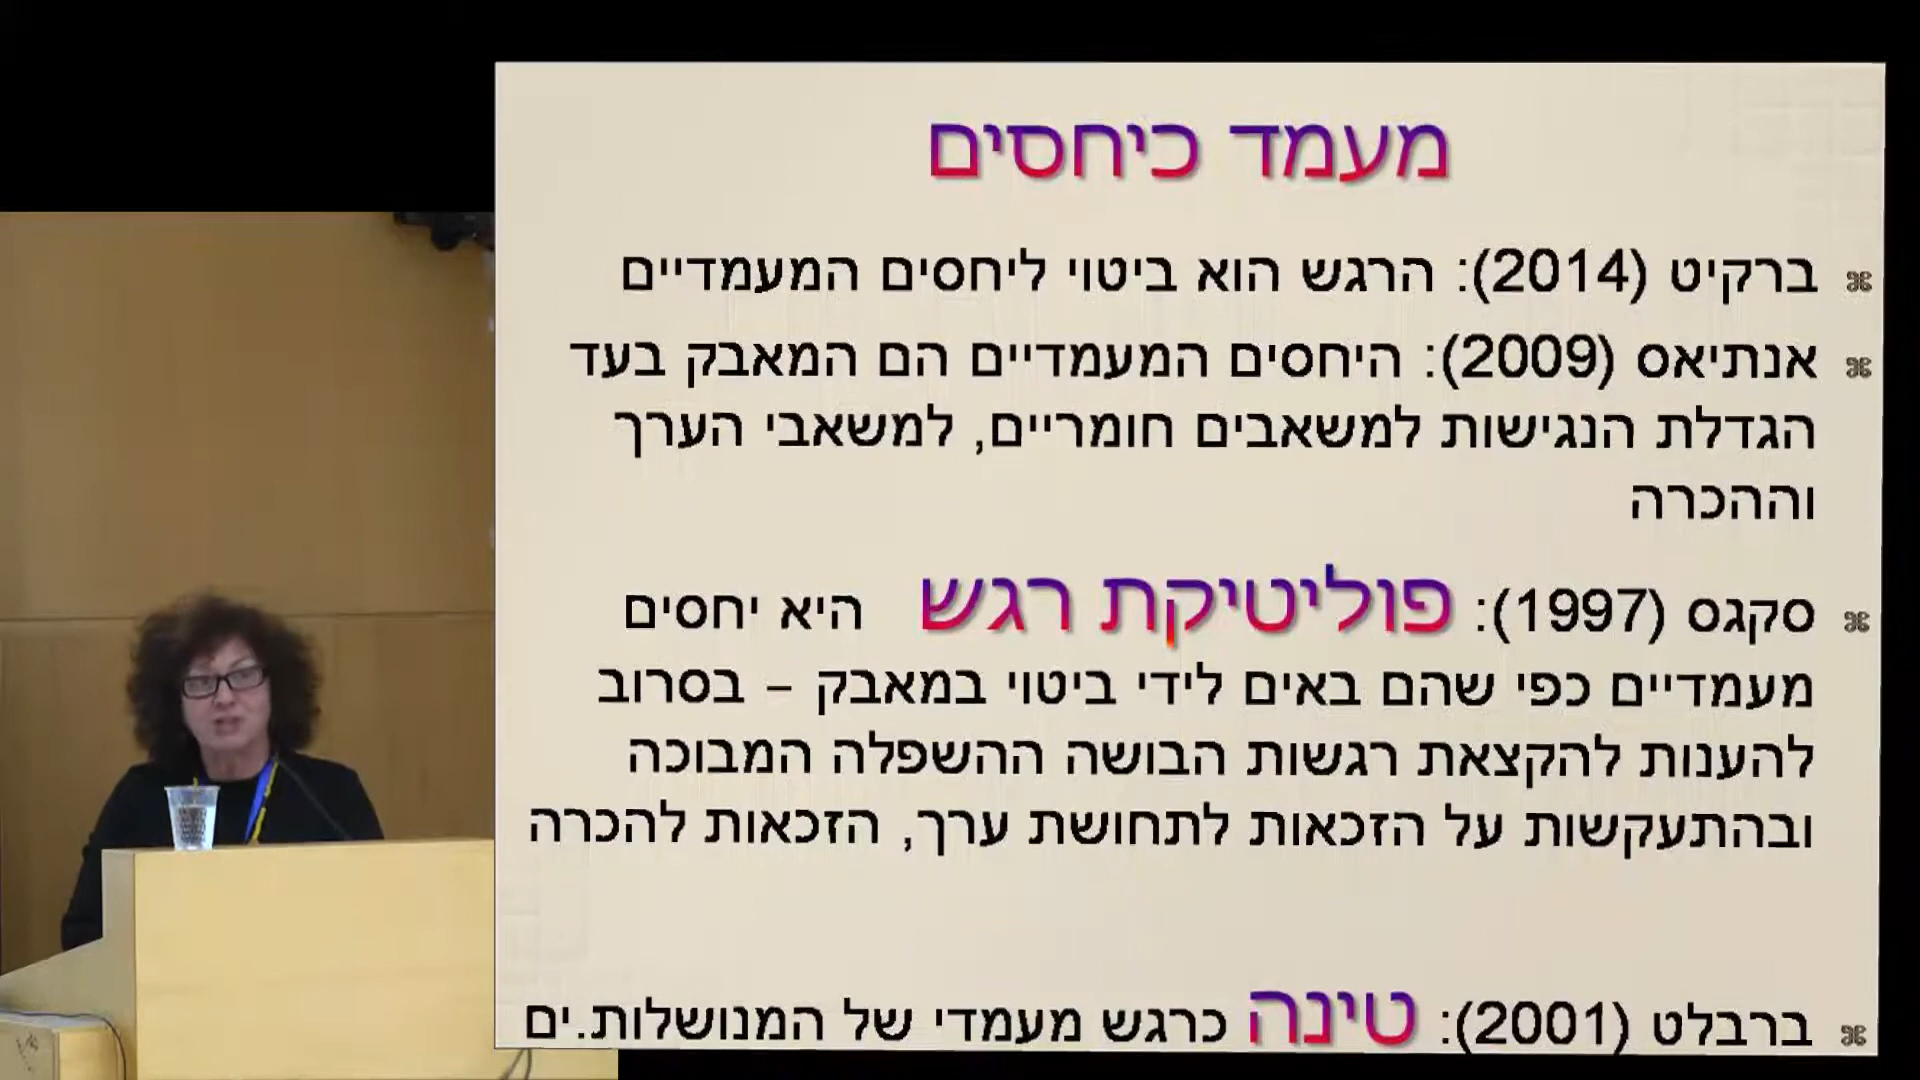 מעמד כיחסים
ברקיט (2014): הרגש הוא ביטוי ליחסים המעמדיים
אנתיאס (2009): היחסים המעמדיים הם המאבק בעד
הגדלת הנגישות למשאבים חומריים, למשאבי הערך
וההכרה
סקגס (1997): פוליטיקת רגש היא יחסים
מעמדיים כפי שהם באים לידי ביטוי במאבק – בסרוב
להענות להקצאת רגשות הבושה ההשפלה המבוכה
ובהתעקשות על הזכאות לתחושת ערך, הזכאות להכרה
ברבלט (2001): טינה כרגש מעמדי של המנושלות.ים